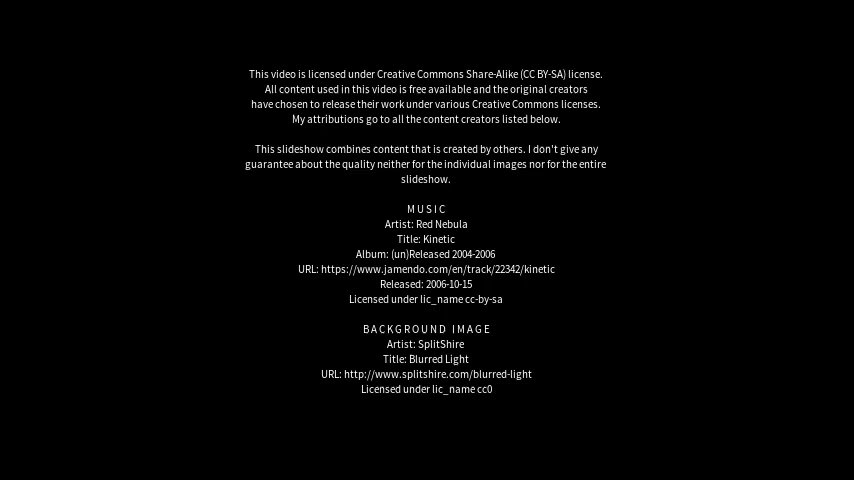 This video is licensed under Creative Commons Share-Alike (CC BY-SA) license.
All content used in this video is free available and the original creators
have chosen to release their work under various Creative Commons licenses.
My attributions go to all the content creators listed below.
This slideshow combines content that is created by others. I don't give any
guarantee about the quality neither for the individual images nor for the entire
slideshow.
MUSIC
Artist: Red Nebula
Title: Kinetic
Album: (un)Released 2004-2006
URL: https://www.jamendo.com/en/track/22342/kinetic
Released: 2006-10-15
Licensed under lic_name cc-by-sa
BACKGROUND IMAGE
Artist: SplitShire
Title: Blurred Light
URL: http://www.splitshire.com/blurred-light
Licensed under lic_name cc0